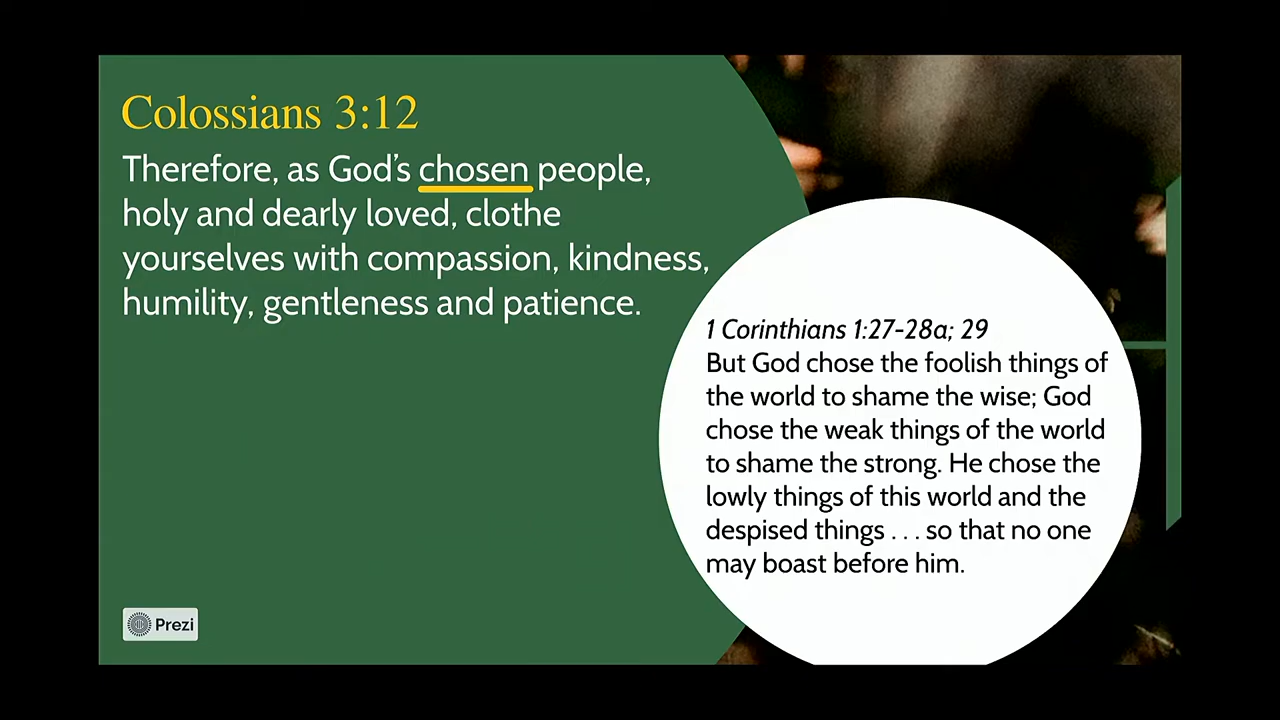 Colossians 3:12
Therefore, as God’s chosen people,
holy and dearly loved, clothe
yourselves with compassion, kindness,
humility, gentleness and patience.
1 Corinthians 1:27-28a; 29
But God chose the foolish things of
the world to shame the wise; God
chose the weak things of the world
to shame the strong. He chose the
lowly things of this world and the
despised things . . . so that no one
may boast before him.
Prezi